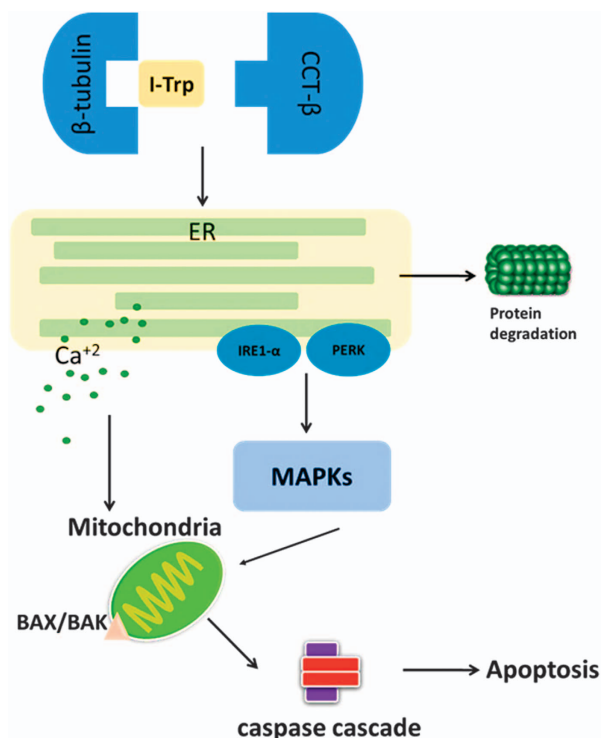 β-tubulin
I-Trp
CCT-β
ER
Protein
degradation
Ca+2
IRE1-α
PERK
MAPKs
Mitochondria
BAX/BAK
Apoptosis
caspase cascade